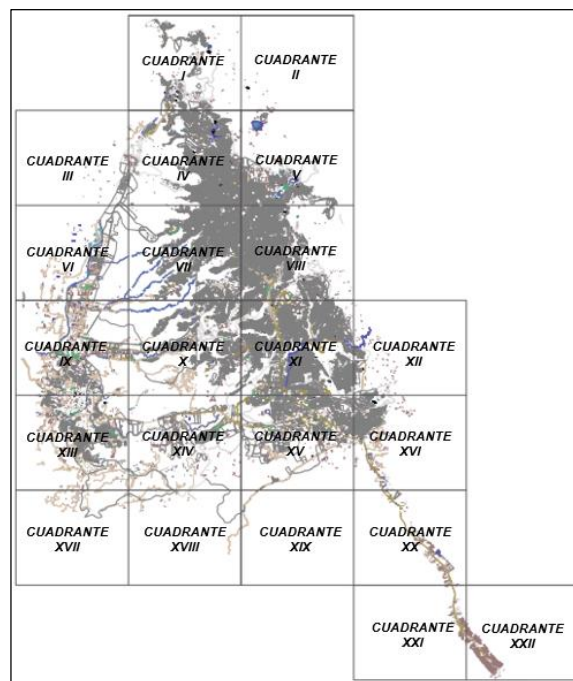 CUADRANTE
I
CUADRANTE
II
CUADRANTE
III
CUADRANTE
IV
CUADRANTE
V
CUADRANTE
VI
CUADRANTE
VII
CUADRANTE
VIII
CUADRANTE
IX
CUADRANTE
X
CUADRANTE
XI
CUADRANTE
XII
CUADRANTE
XIII
CUADRANTE
XIV
CUADRANTE
XV
CUADRANTE
XVI
CUADRANTE
XVII
CUADRANTE
XVIII
CUADRANTE
XIX
CUADRANTE
XX
CUADRANTE
XXI
CUADRANTE
XXII